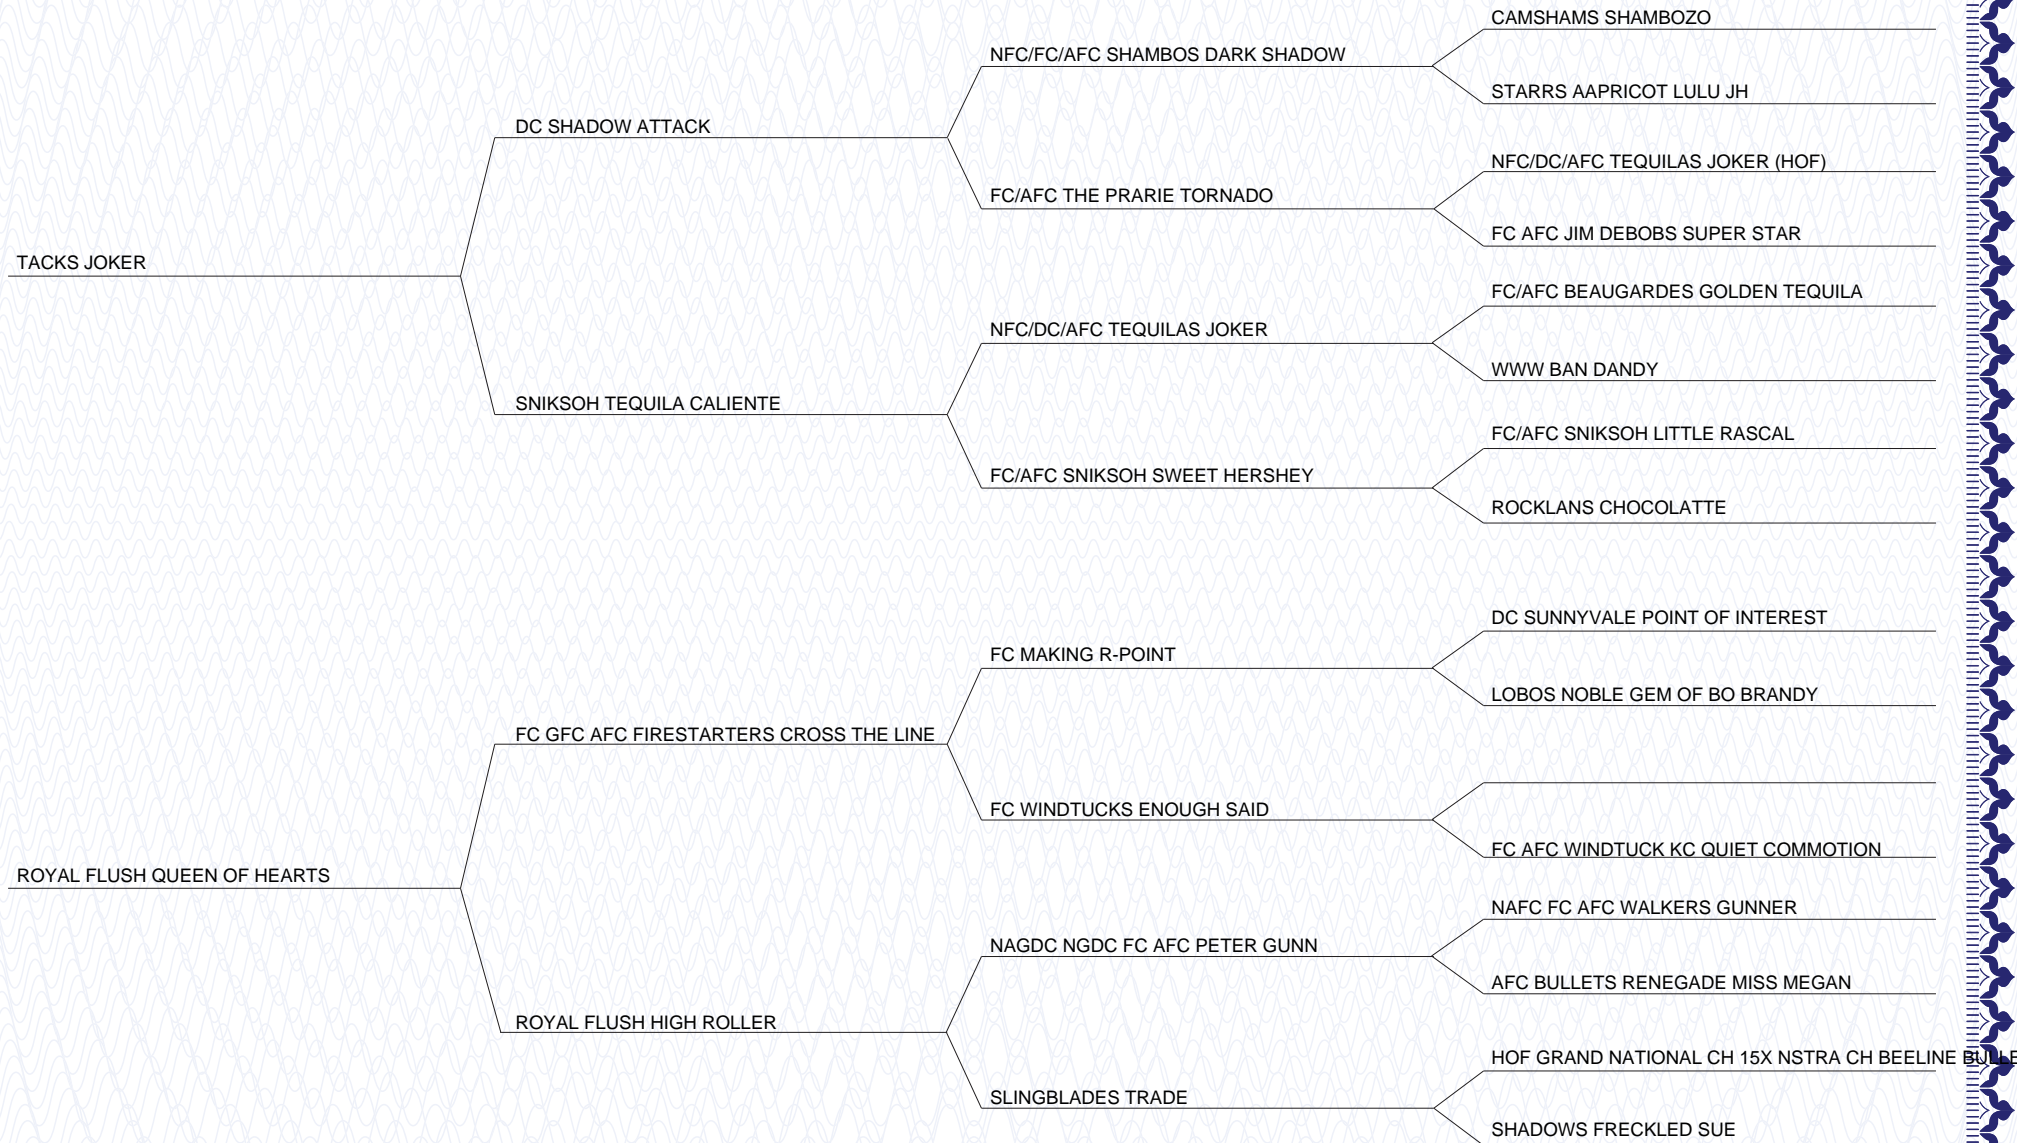 CAMSHAMS SHAMBOZO
NFC/FC/AFC SHAMBOS DARK SHADOW
STARRS AAPRICOT LULU JH
DC SHADOW ATTACK
NFC/DC/AFC TEQUILAS JOKER (HOF)
FC/AFC THE PRARIE TORNADO
FC AFC JIM DEBOBS SUPER STAR
TACKS JOKER
FC/AFC BEAUGARDES GOLDEN TEQUILA
NFC/DC/AFC TEQUILAS JOKER
WWW BAN DANDY
SNIKSOH TEQUILA CALIENTE
FC/AFC SNIKSOH LITTLE RASCAL
FC/AFC SNIKSOH SWEET HERSHEY
ROCKLANS CHOCOLATTE
DC SUNNYVALE POINT OF INTEREST
FC MAKING R-POINT
LOBOS NOBLE GEM OF BO BRANDY
FC GFC AFC FIRESTARTERS CROSS THE LINE
FC WINDTUCKS ENOUGH SAID
FC AFC WINDTUCK KC QUIET COMMOTION
ROYAL FLUSH QUEEN OF HEARTS
NAFC FC AFC WALKERS GUNNER
NAGDC NGDC FC AFC PETER GUNN
AFC BULLETS RENEGADE MISS MEGAN
ROYAL FLUSH HIGH ROLLER
HOF GRAND NATIONAL CH 15X NSTRA CH BEELINE
SLINGBLADES TRADE
SHADOWS FRECKLED SUE